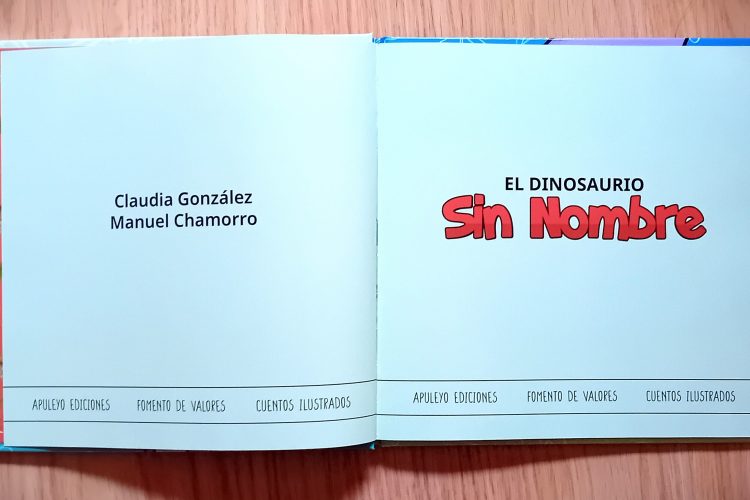 Claudia González
Manuel Chamorro
APULEYO EDICIONES FOMENTO DE VALORES CUENTOS ILUSTRADOS
EL DINOSAURIO
Sin Nombre
APULEYO EDICIONES FOMENTO DE VALORES CUENTOS ILUSTRADOS